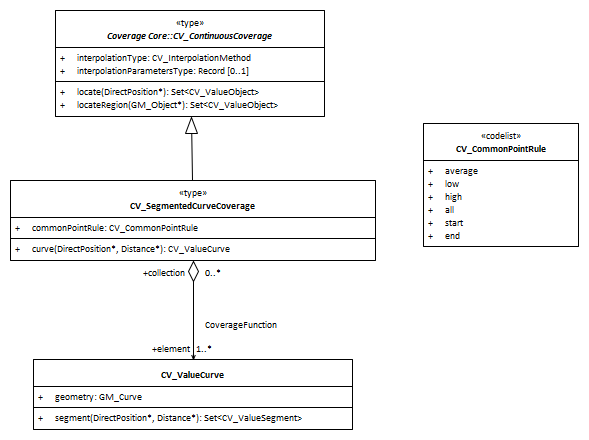 «type»
Coverage Core::CV_ContinuousCoverage
+ interpolationType: CV_InterpolationMethod
+ interpolationParametersType: Record [0..1]
+ locate(DirectPosition*): Set<CV_ValueObject>
+ locateRegion(GM_Object*): Set<CV_ValueObject>
«codelist»
CV_CommonPointRule
+ average
+ low
+ high
+ all
+ start
+ end
«type»
CV_SegmentedCurveCoverage
+ commonPointRule: CV_CommonPointRule
+ curve(DirectPosition*, Distance*): CV_ValueCurve
+collection 0..*
CoverageFunction
+element 1..*
CV_ValueCurve
+ geometry: GM_Curve
+ segment(DirectPosition*, Distance*): Set<CV_ValueSegment>